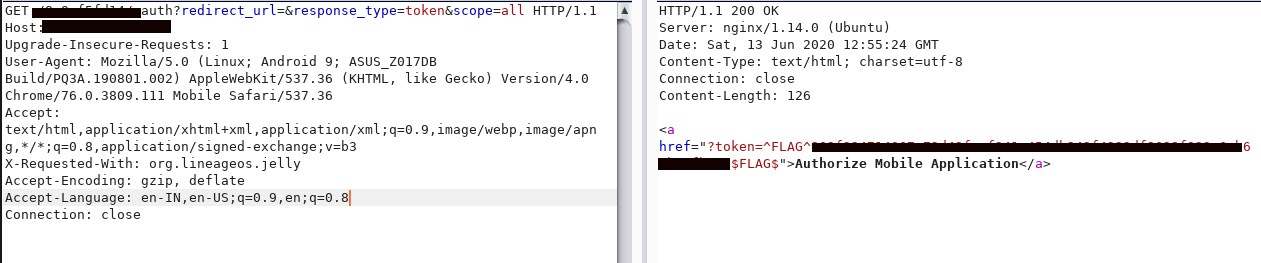 GET auth?redirect_url=&response_type=token&scope=all HTTP/1.1
Host:
Upgrade-Insecure-Requests: 1
User-Agent: Mozilla/5.0 (Linux; Android 9; ASUS_Z017DB
Build/PQ3A.190801.002) AppleWebKit/537.36 (KHTML, like Gecko) Version/4.0
Chrome/76.0.3809.111 Mobile Safari/537.36
Accept:
text/html,application/xhtml+xml,application/xml;q=0.9,image/webp,image/apn
g,*/*;q=0.8,application/signed-exchange;v=b3
X-Requested-With: org.lineageos.jelly
Accept-Encoding: gzip, deflate
Accept-Language: en-IN,en-US;q=0.9,en;q=0.8
Connection: close
HTTP/1.1 200 OK
Server: nginx/1.14.0 (Ubuntu)
Date: Sat, 13 Jun 2020 12:55:24 GMT
Content-Type: text/html; charset=utf-8
Connection: close
Content-Length: 126
<a
href="?token=^FLAG^ 6
$FLAG$">Authorize Mobile Application</a>